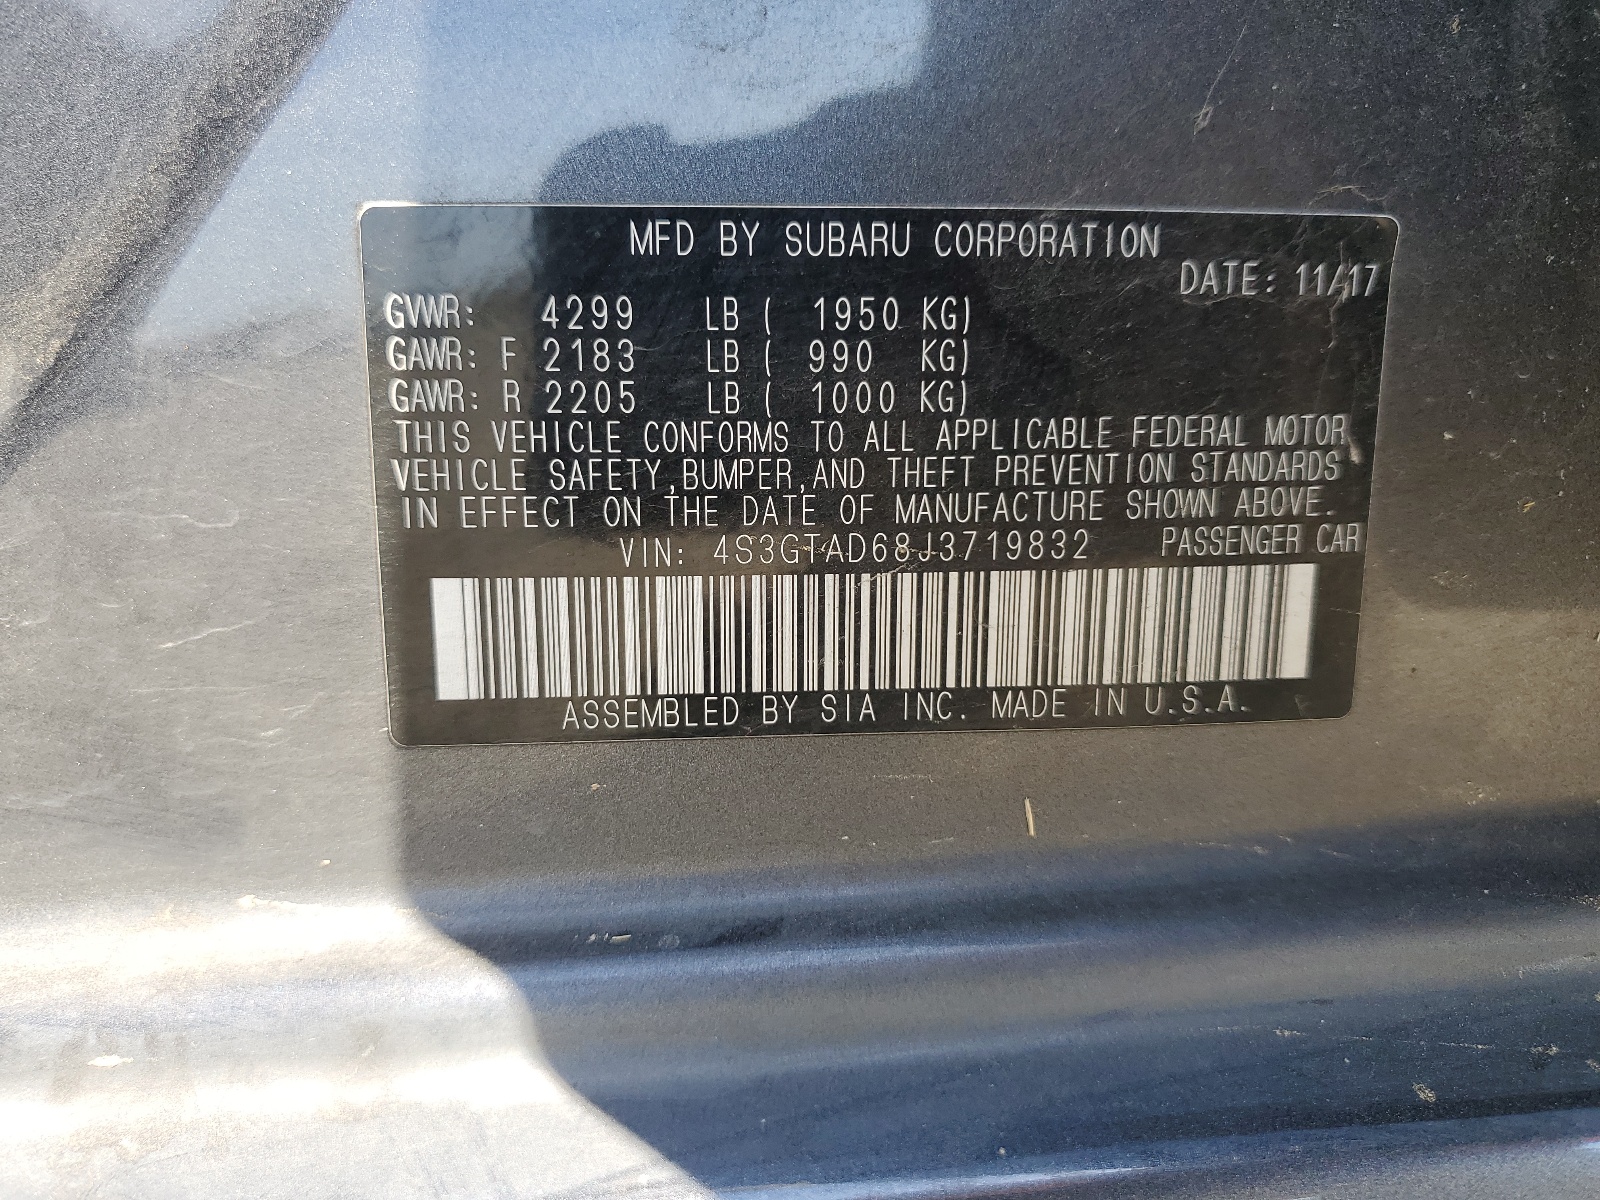 MFD BY SUBARU CORPORATION
DATE: 11/17
GVWR: 4299 LB ( 1950 KG)
GAWR: F 2183 LB ( 990 KG)
GAWR: R 2205 LB ( 1000 KG)
THIS VEHICLE CONFORMS TO ALL APPLICABLE FEDERAL MOTOR
VEHICLE SAFETY,BUMPER,AND THEFT PREVENTION STANDARDS
IN EFFECT ON THE DATE OF MANUFACTURE SHOWN ABOVE.
VIN: 4S3GTAD68J3719832 PASSENGER CAR
ASSEMBLED BY SIA INC. MADE IN U.S.A.